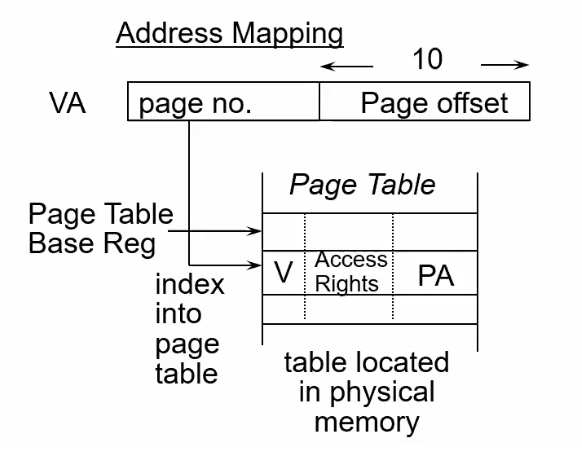 Address Mapping
10
VA
page no.
Page offset
Page Table
Page Table
Base Reg
V
Access
Rights
PA
index
into
page
table
table located
in physical
memory